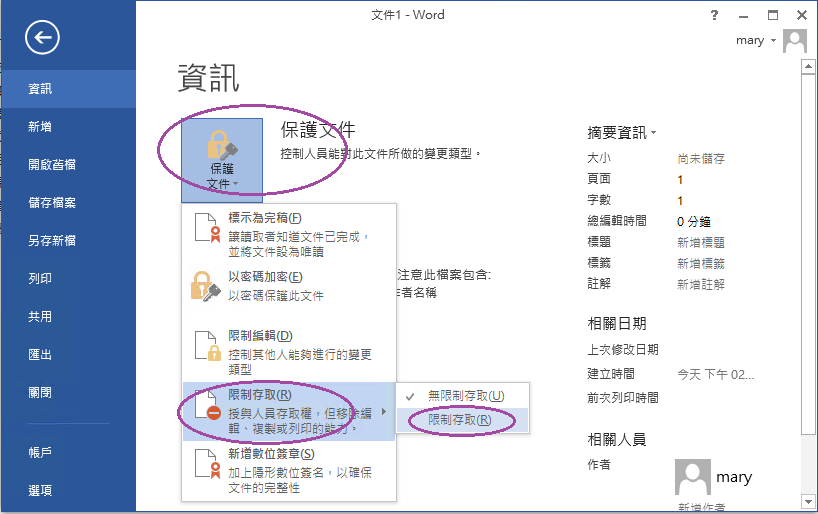 文件1 - Word
?
mary
資訊
新增
開啟舊檔
儲存檔案
另存新檔
列印
共用
匯出
關閉
帳戶
選項
資訊
保護
文件
保護文件
控制人員能對此文件所做的變更類型。
標示為完稿(F)
讓讀取者知道文件已完成，
並將文件設為唯讀
以密碼加密(E)
以密碼保護此文件
限制編輯(D)
控制其他人能夠進行的變更
類型
限制存取(R)
授與人員存取權，但移除編
輯、複製或列印的能力。
新增數位簽章(S)
加上隱形數位簽名，以確保
文件的完整性
無限制存取(U)
限制存取(R)
注意此檔案包含:
作者名稱
摘要資訊
大小 尚未儲存
頁面 1
字數 1
總編輯時間 0 分鐘
標題 新增標題
標籤 新增標籤
註解 新增註解
相關日期
上次修改日期
建立時間 今天 下午 02...
前次列印時間
相關人員
作者
mary
新增作者